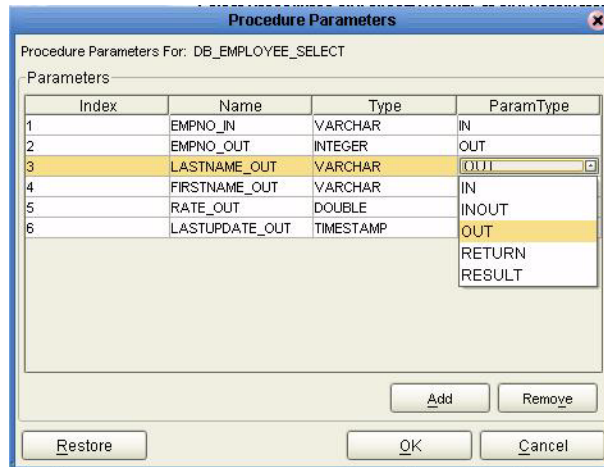 Procedure Parameters
Procedure Parameters For: DB_EMPLOYEE_SELECT
Parameters
Index Name Type ParamType
1 EMPNO_IN VARCHAR IN
2 EMPNO_OUT INTEGER OUT
3 LASTNAME_OUT VARCHAR OUT
4 FIRSTNAME_OUT VARCHAR
5 RATE_OUT DOUBLE
6 LASTUPDATE_OUT TIMESTAMP
IN
INOUT
OUT
RETURN
RESULT
Add Remove
Restore OK Cancel